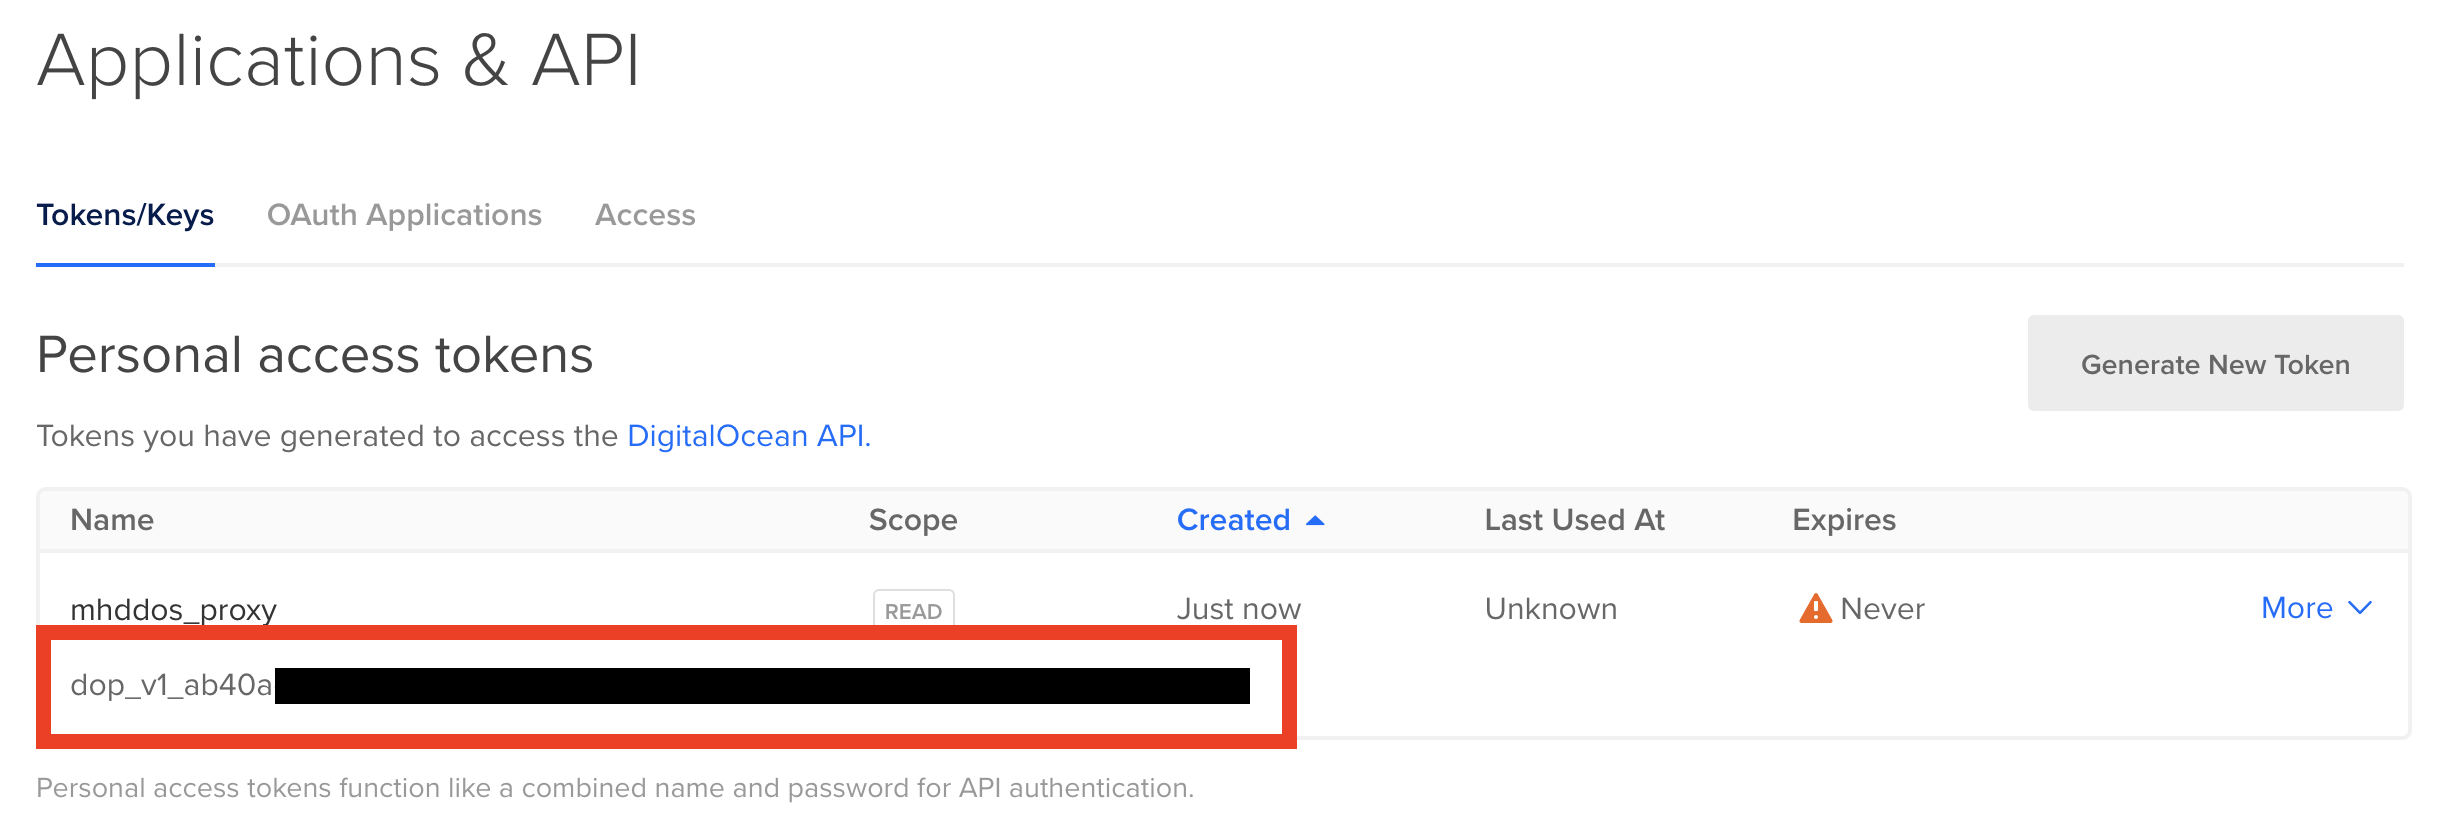 Applications & API
Tokens/Keys OAuth Applications Access
Personal access tokens
Generate New Token
Tokens you have generated to access the DigitalOcean API.
Name Scope Created Last Used At Expires
mhddos_proxy READ Just now Unknown Never More
dop_v1_ab40a
Personal access tokens function like a combined name and password for API authentication.